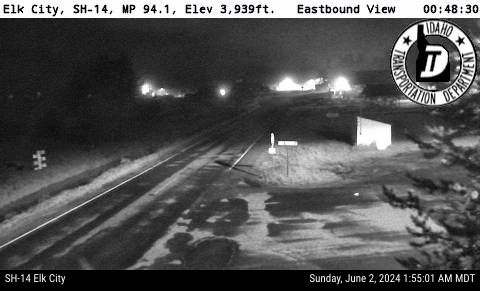 Elk City, SH-14, MP 94.1, Elev 3,939ft. Eastbound View 00:48:30
IDAHO
TRANSPORTATION DEPARTMENT
SH-14 Elk City
Sunday, June 2, 2024 1:55:01 AM MDT